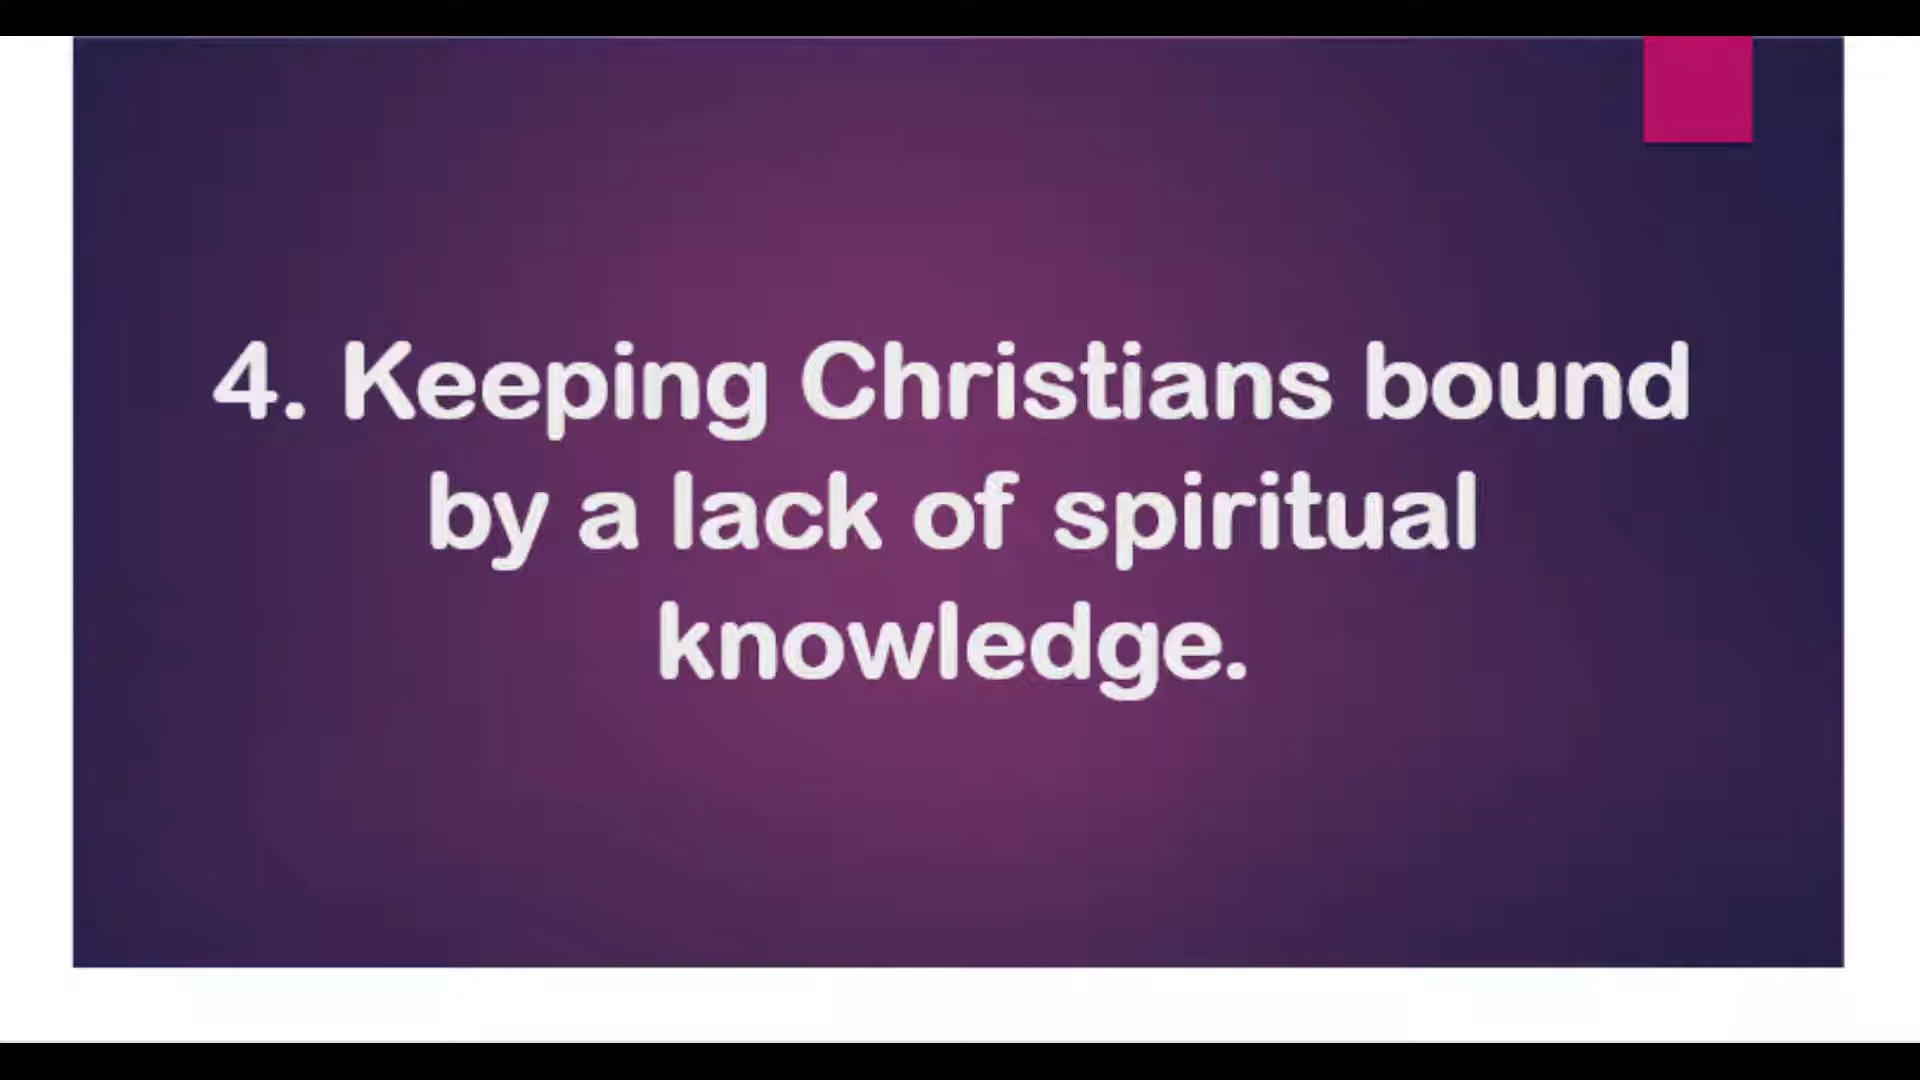 4. Keeping Christians bound
by a lack of spiritual
knowledge.